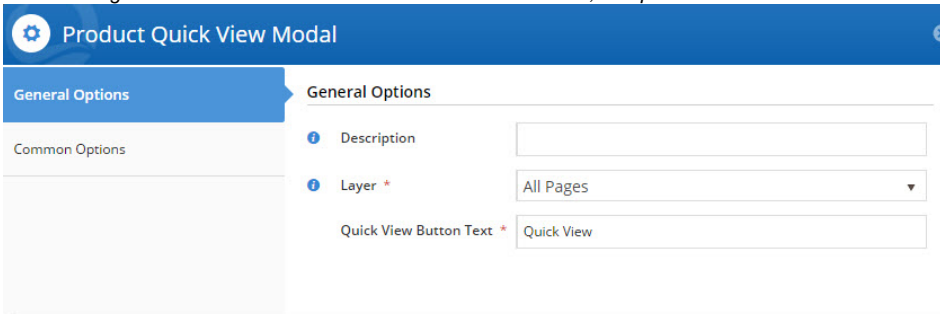 Product Quick View Modal
General Options
Common Options
General Options
Description
Layer *
All Pages
Quick View Button Text *
Quick View